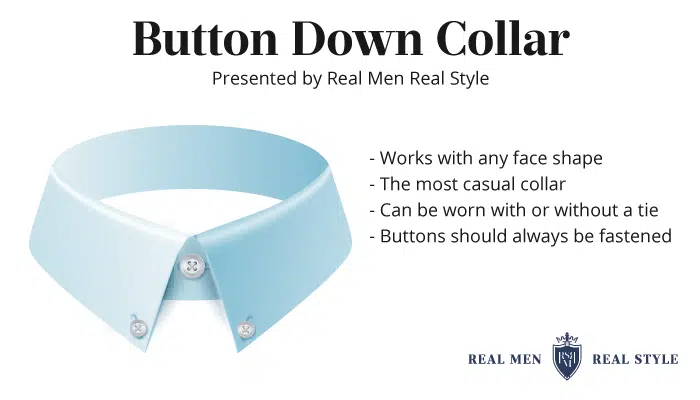 Button Down Collar
Presented by Real Men Real Style
- Works with any face shape
- The most casual collar
- Can be worn with or without a tie
- Buttons should always be fastened
REAL MEN REAL STYLE